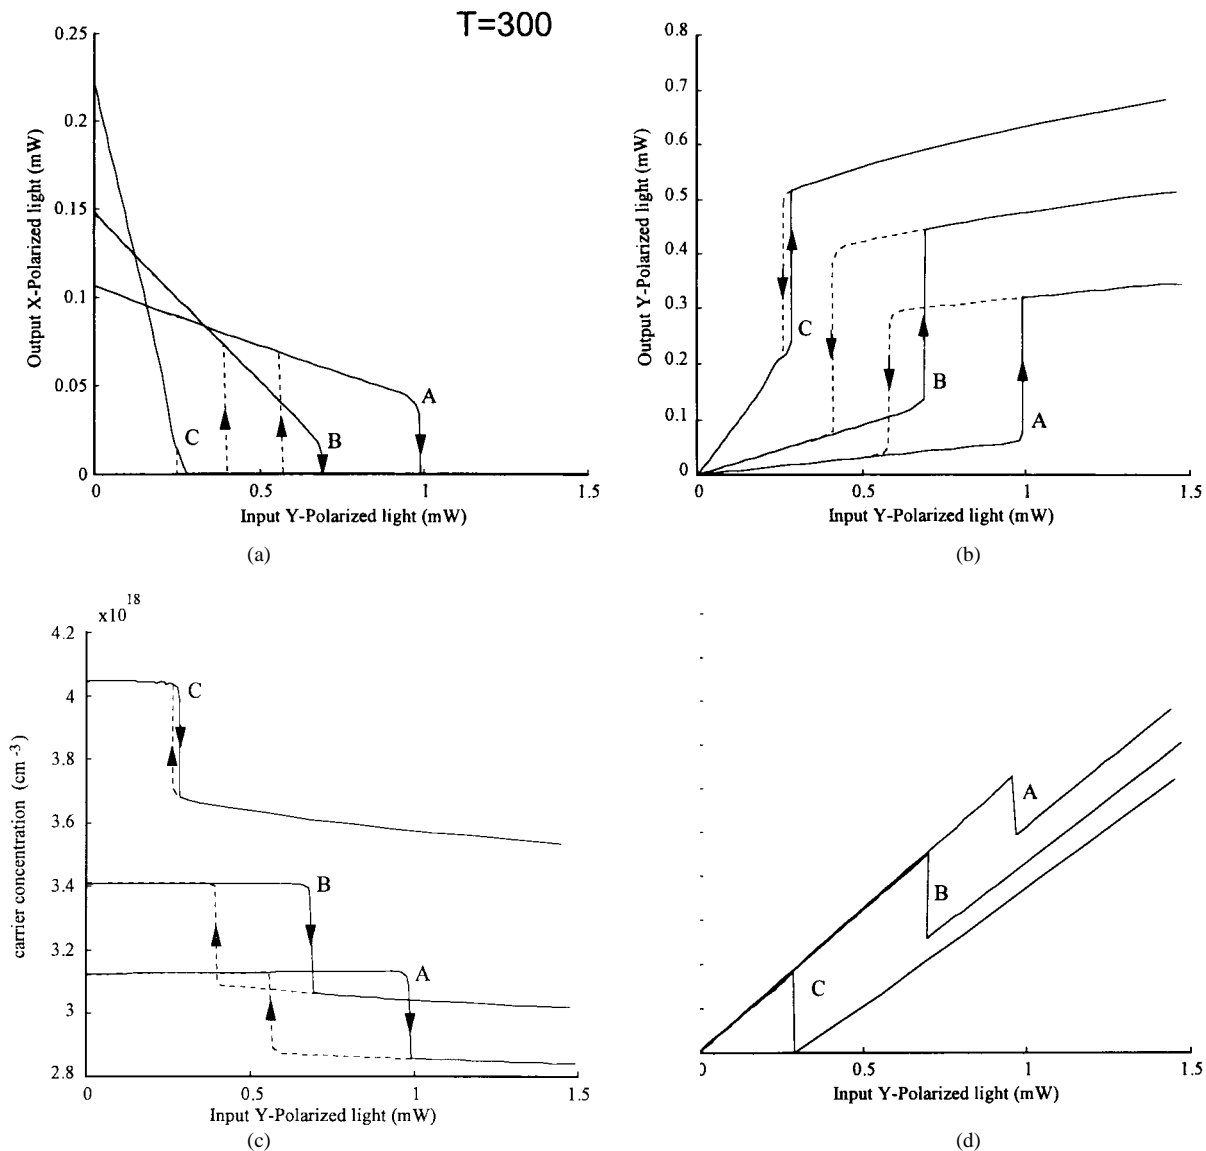 T=300
0.25
0.2
0.15
0.1
0.05
0
Output X-Polarized light (mW)
C
B
A
0
0.5
1
1.5
Input Y-Polarized light (mW)
(a)
0.8
0.7
0.6
0.5
0.4
0.3
0.2
0.1
0
Output Y-Polarized light (mW)
C
B
A
0
0.5
1
1.5
Input Y-Polarized light (mW)
(b)
x10 18
4.2
4
3.8
3.6
3.4
3.2
3
2.8
carrier concentration (cm -3)
C
B
A
0
0.5
1
1.5
Input Y-Polarized light (mW)
(c)
A
B
C
0.5
1
1.5
Input Y-Polarized light (mW)
(d)